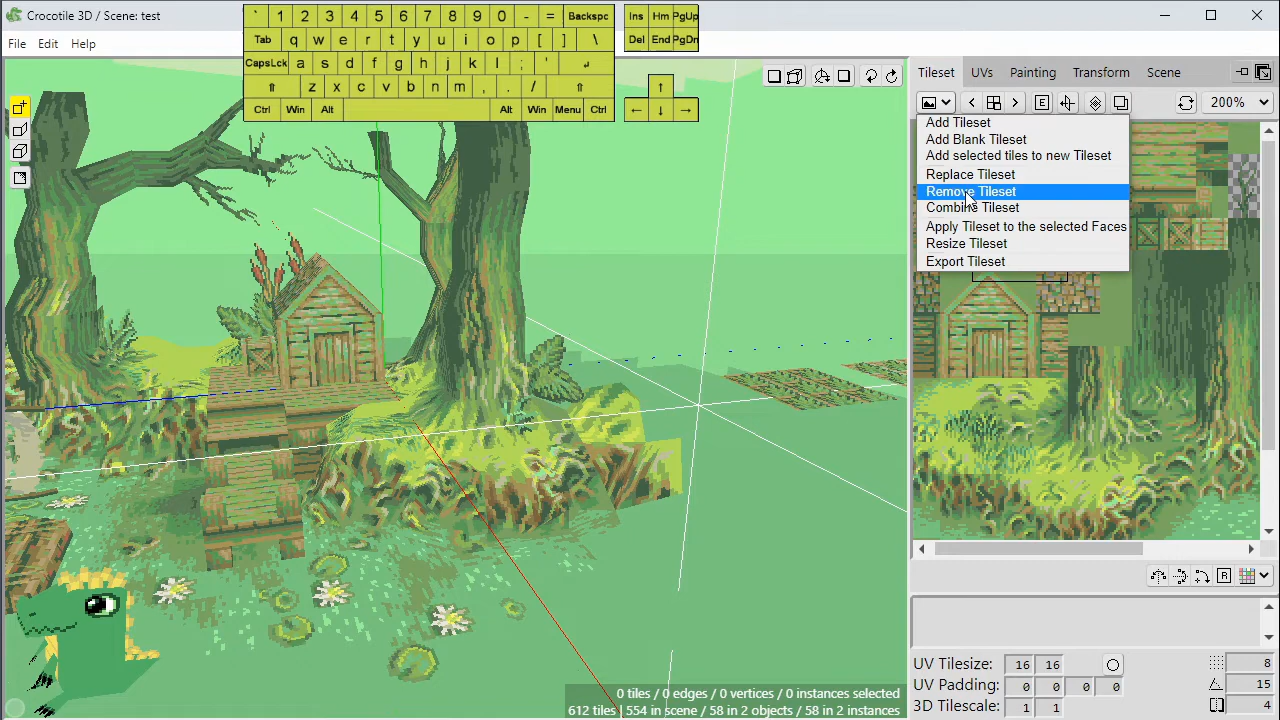 Crocotile 3D / Scene: test
File Edit Help
` 1 2 3 4 5 6 7 8 9 0 - = Backspc Ins Hm PgUp
Tab q w e r t y u i o p [ ] \ Del End PgDn
CapsLck a s d f g h j k l ; ' ↵
⇧ z x c v b n m , . / ⇧ ↑
Ctrl Win Alt Alt Win Menu Ctrl ← ↓ →
Tileset UVs Painting Transform Scene
E 200%
Add Tileset
Add Blank Tileset
Add selected tiles to new Tileset
Replace Tileset
Remove Tileset
Combine Tileset
Apply Tileset to the selected Faces
Resize Tileset
Export Tileset
R
UV Tilesize: 16 16 8
UV Padding: 0 0 0 0 15
3D Tilescale: 1 1 4
0 tiles / 0 edges / 0 vertices / 0 instances selected
612 tiles | 554 in scene / 58 in 2 objects / 58 in 2 instances